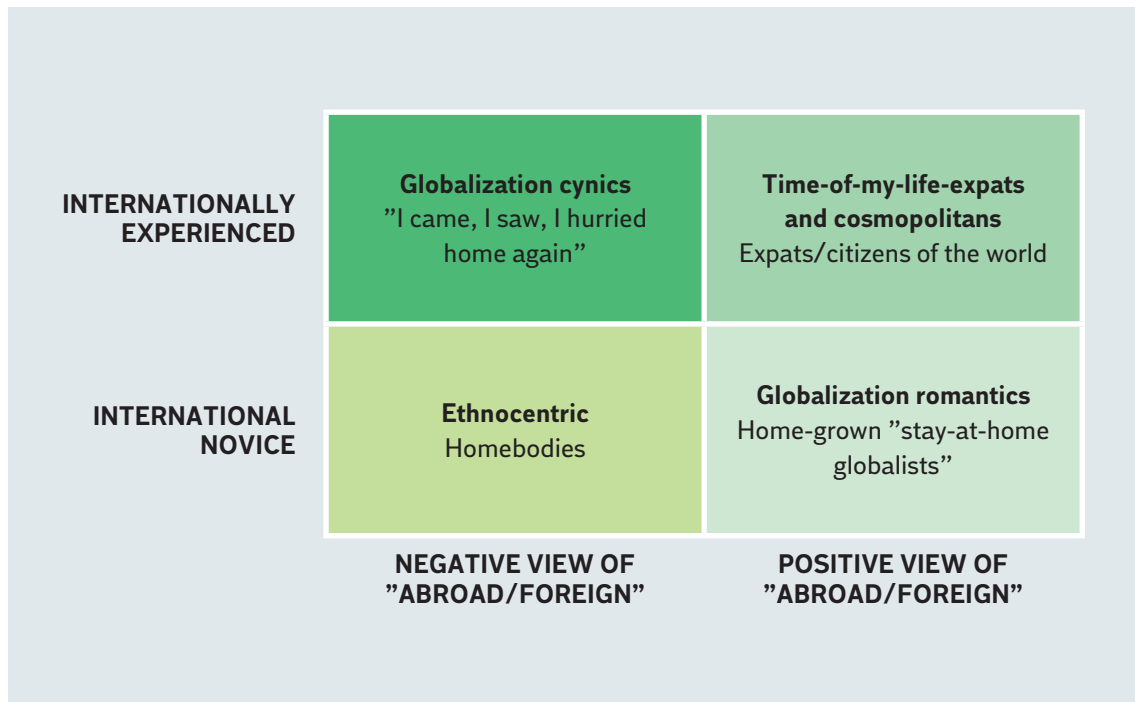 INTERNATIONALLY
EXPERIENCED
Globalization cynics
”I came, I saw, I hurried
home again”
Time-of-my-life-expats
and cosmopolitans
Expats/citizens of the world
INTERNATIONAL
NOVICE
Ethnocentric
Homebodies
Globalization romantics
Home-grown ”stay-at-home
globalists”
NEGATIVE VIEW OF
”ABROAD/FOREIGN”
POSITIVE VIEW OF
”ABROAD/FOREIGN”